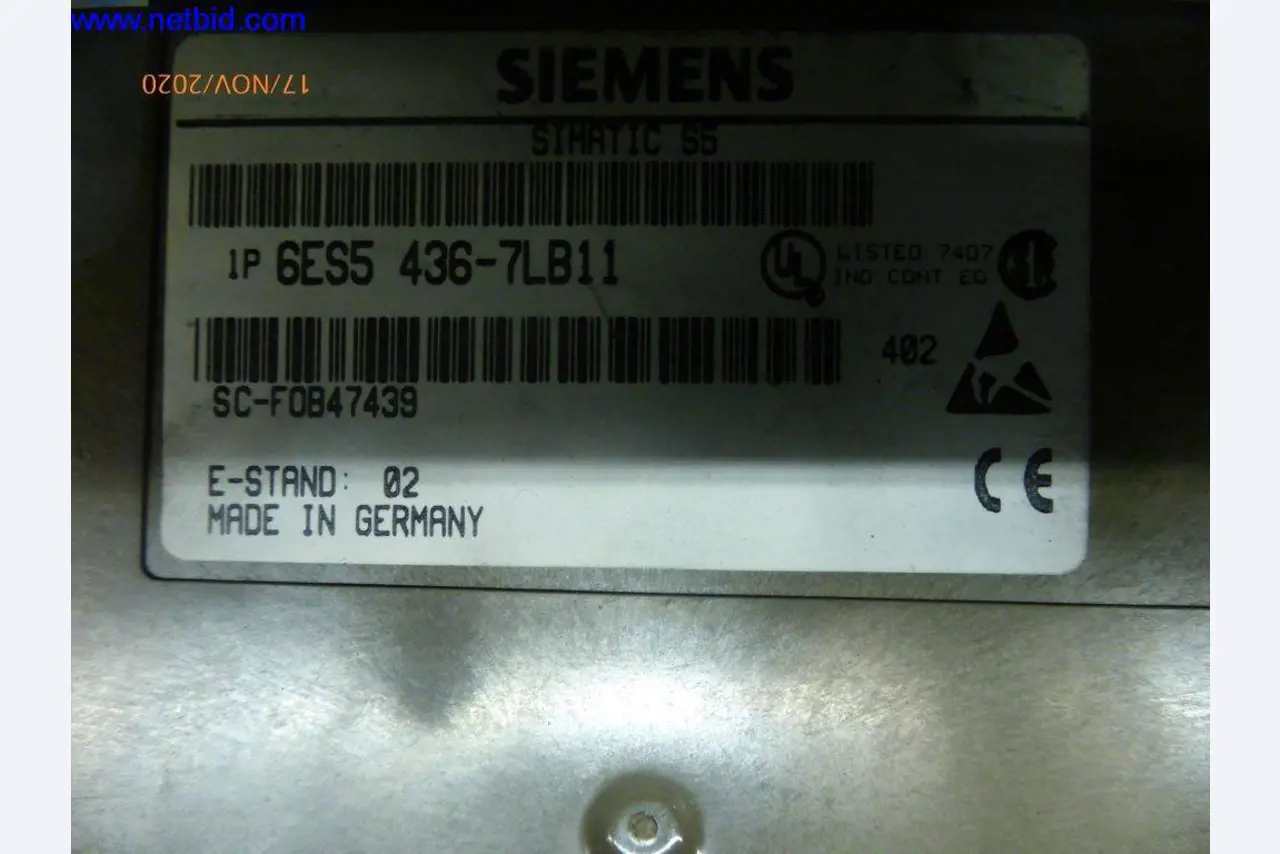 www.netbid.com
17/NOV/2020
SIEMENS
SIMATIC S5
1P 6ES5 436-7LB11
UL LISTED 7407
IND CONT EQ
402
SC-F0B47439
E-STAND: 02
MADE IN GERMANY
CE